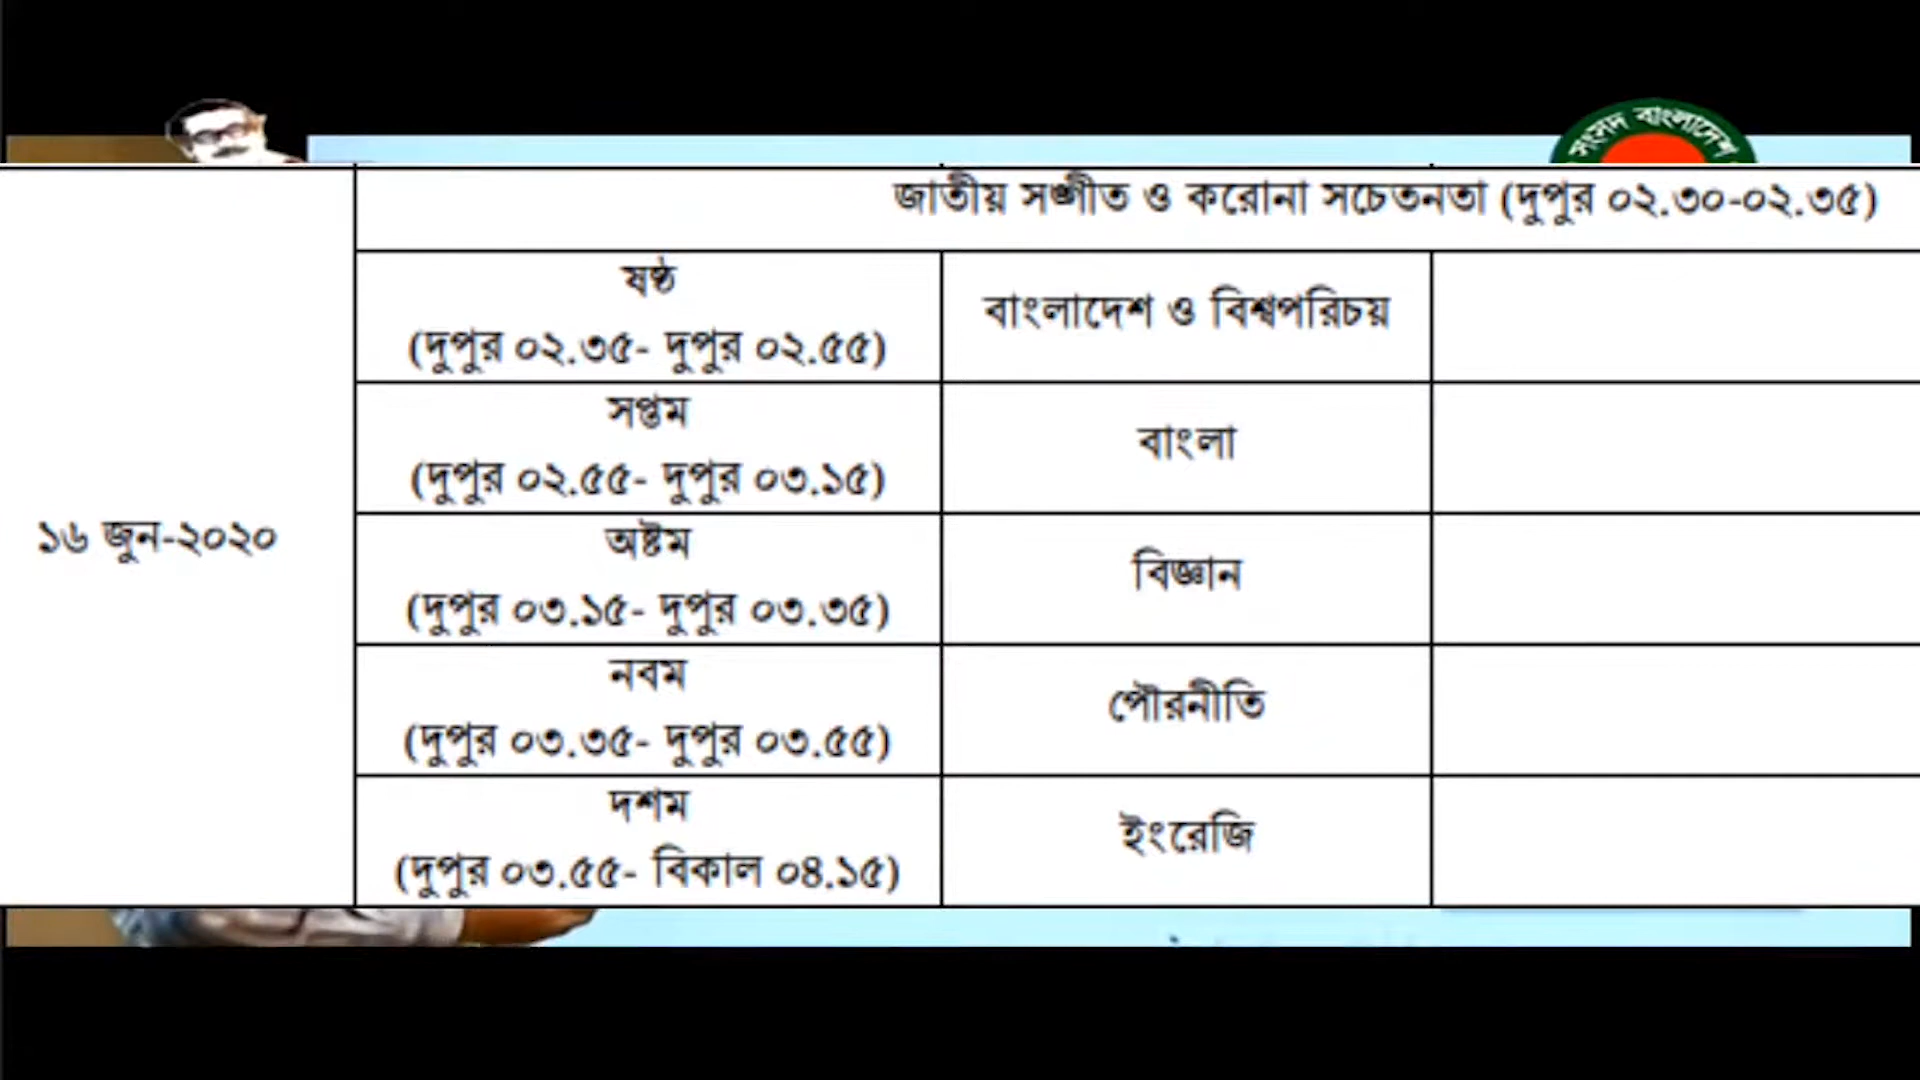 সংসদ বাংলাদেশ
জাতীয় সঙ্গীত ও করোনা সচেতনতা (দুপুর ০২.৩০-০২.৩৫)
১৬ জুন-২০২০
ষষ্ঠ
(দুপুর ০২.৩৫- দুপুর ০২.৫৫)
বাংলাদেশ ও বিশ্বপরিচয়
সপ্তম
(দুপুর ০২.৫৫- দুপুর ০৩.১৫)
বাংলা
অষ্টম
(দুপুর ০৩.১৫- দুপুর ০৩.৩৫)
বিজ্ঞান
নবম
(দুপুর ০৩.৩৫- দুপুর ০৩.৫৫)
পৌরনীতি
দশম
(দুপুর ০৩.৫৫- বিকাল ০৪.১৫)
ইংরেজি